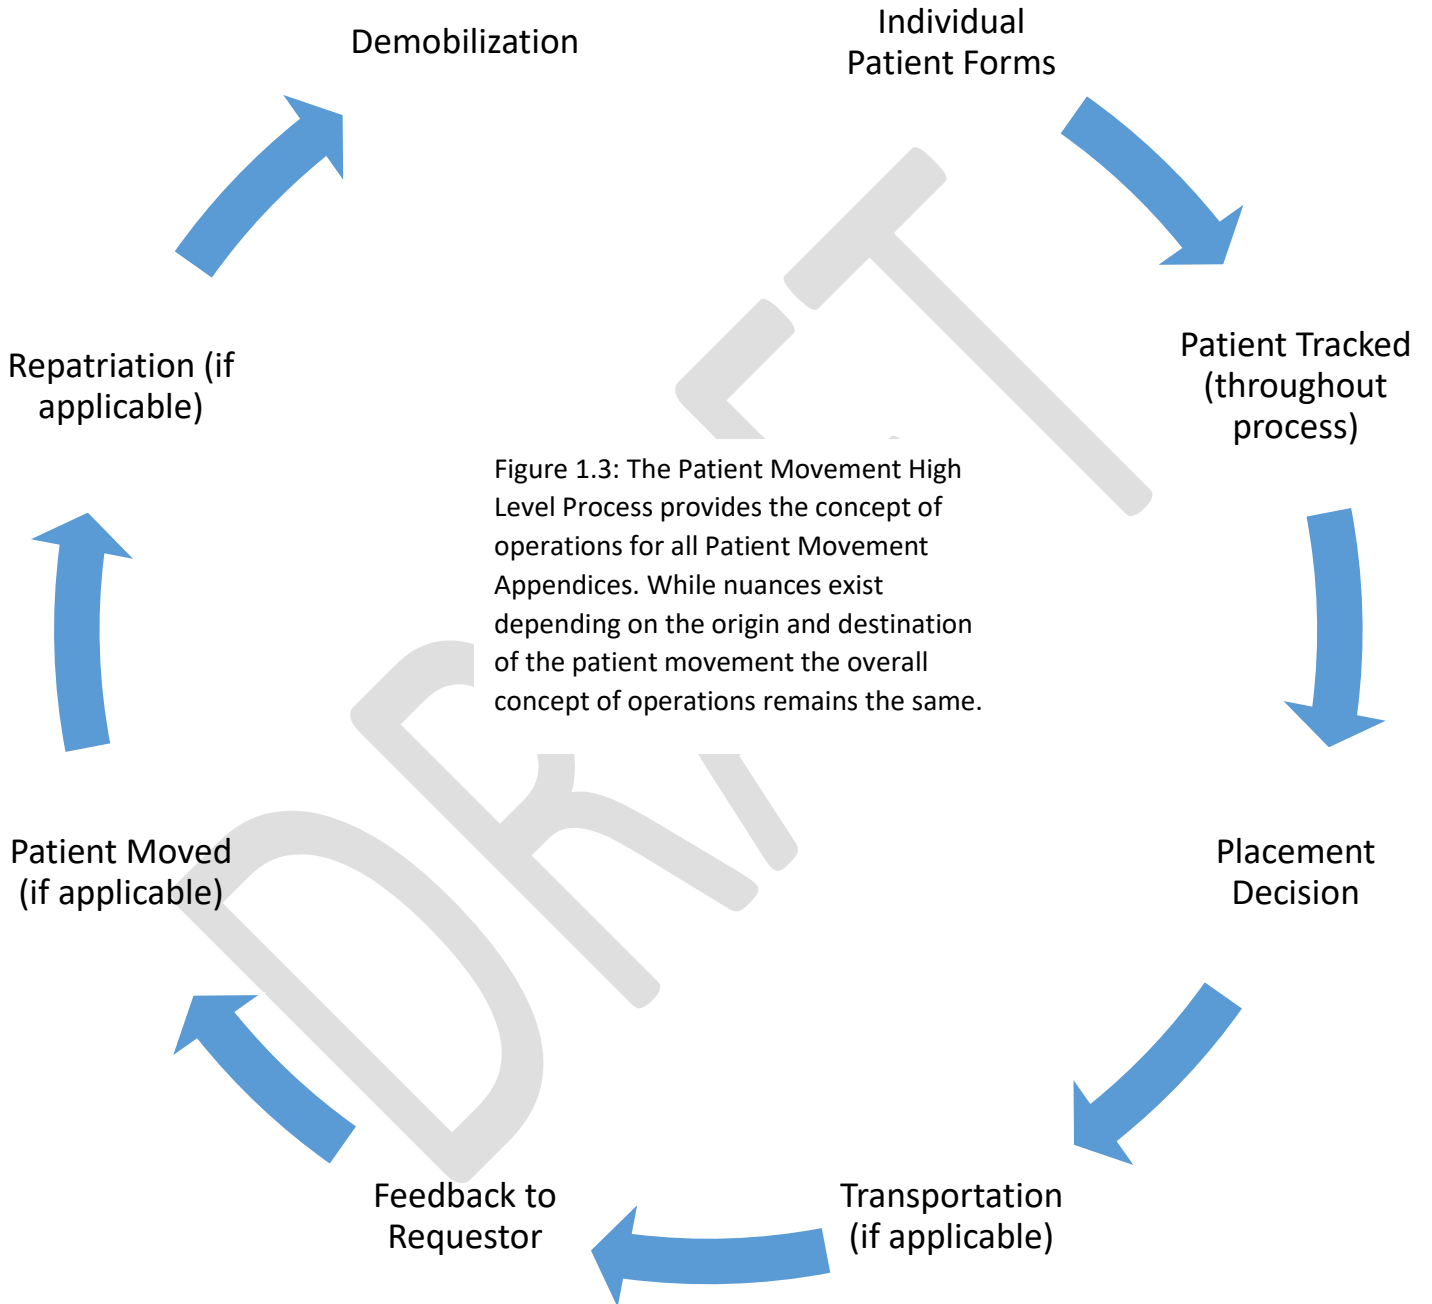 Demobilization
Individual
Patient Forms
Patient Tracked
(throughout
process)
Placement
Decision
Transportation
(if applicable)
Feedback to
Requestor
Patient Moved
(if applicable)
Repatriation (if
applicable)
Figure 1.3: The Patient Movement High
Level Process provides the concept of
operations for all Patient Movement
Appendices. While nuances exist
depending on the origin and destination
of the patient movement the overall
concept of operations remains the same.
DRAFT